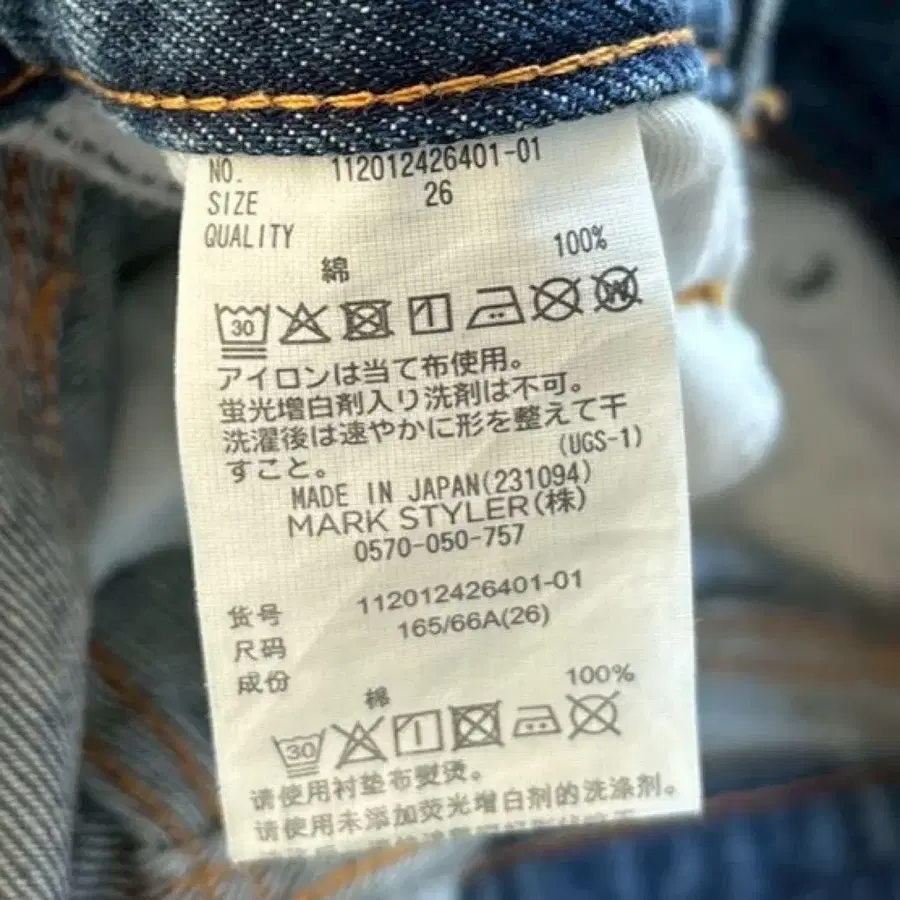 NO. 112012426401-01
SIZE 26
QUALITY
綿 100%
30 W
アイロンは当て布使用。
蛍光増白剤入り洗剤は不可。
洗濯後は速やかに形を整えて干
すこと。 (UGS-1)
MADE IN JAPAN(231094)
MARK STYLER(株)
0570-050-757
货号 112012426401-01
尺码 165/66A(26)
成份
棉 100%
30
请使用衬垫布熨烫。
请使用未添加荧光增白剂的洗涤剂。